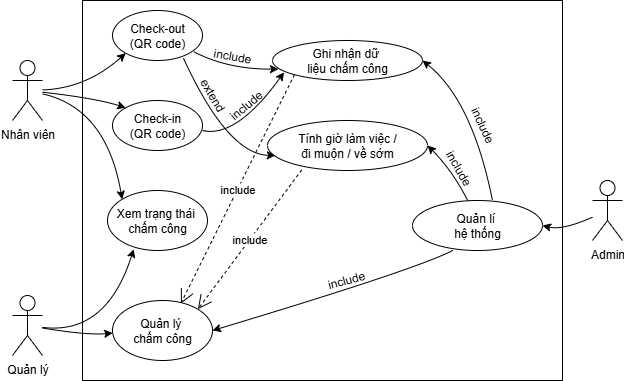 Check-out
(QR code)
include
Ghi nhận dữ
liệu chấm công
Nhân viên
extend
include
Check-in
(QR code)
include
Tính giờ làm việc /
đi muộn / về sớm
include
include
Xem trạng thái
chấm công
include
Quản lí
hệ thống
Admin
include
Quản lý
chấm công
Quản lý